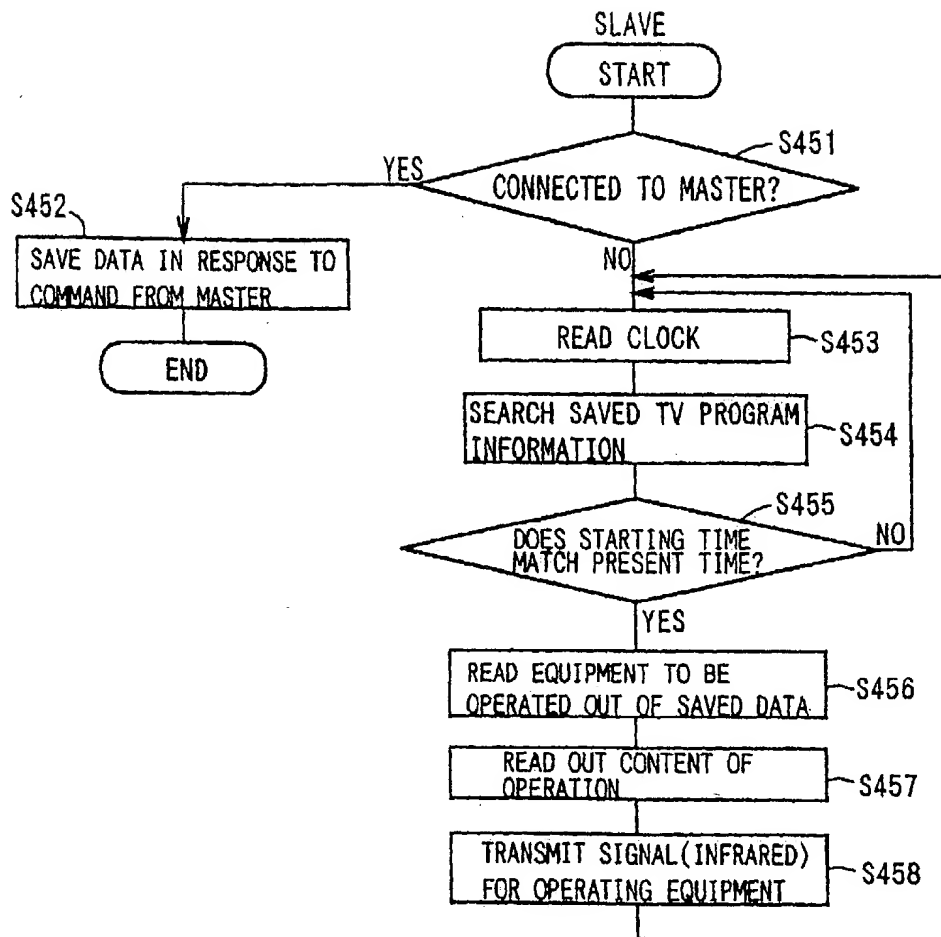 SLAVE
START
S451
YES
CONNECTED TO MASTER?
S452
NO
SAVE DATA IN RESPONSE TO
COMMAND FROM MASTER
READ CLOCK
S453
END
SEARCH SAVED TV PROGRAM
INFORMATION
S454
S455
DOES STARTING TIME
MATCH PRESENT TIME?
NO
YES
READ EQUIPMENT TO BE
OPERATED OUT OF SAVED DATA
S456
READ OUT CONTENT OF
OPERATION
S457
TRANSMIT SIGNAL(INFRARED)
FOR OPERATING EQUIPMENT
S458